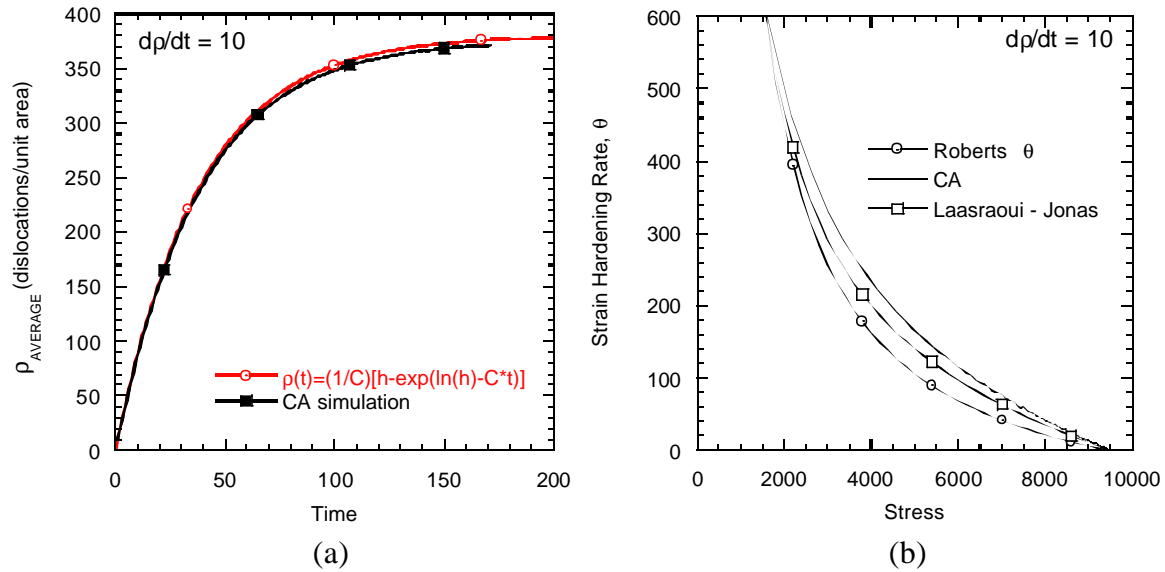 dρ/dt = 10
400
350
300
250
200
150
100
50
0
ρAVERAGE (dislocations/unit area)
ρ(t)=(1/C)[h-exp(ln(h)-C*t)]
CA simulation
0 50 100 150 200
Time
(a)
dρ/dt = 10
600
500
400
300
200
100
0
Strain Hardening Rate, θ
Roberts θ
CA
Laasraoui - Jonas
0 2000 4000 6000 8000 10000
Stress
(b)